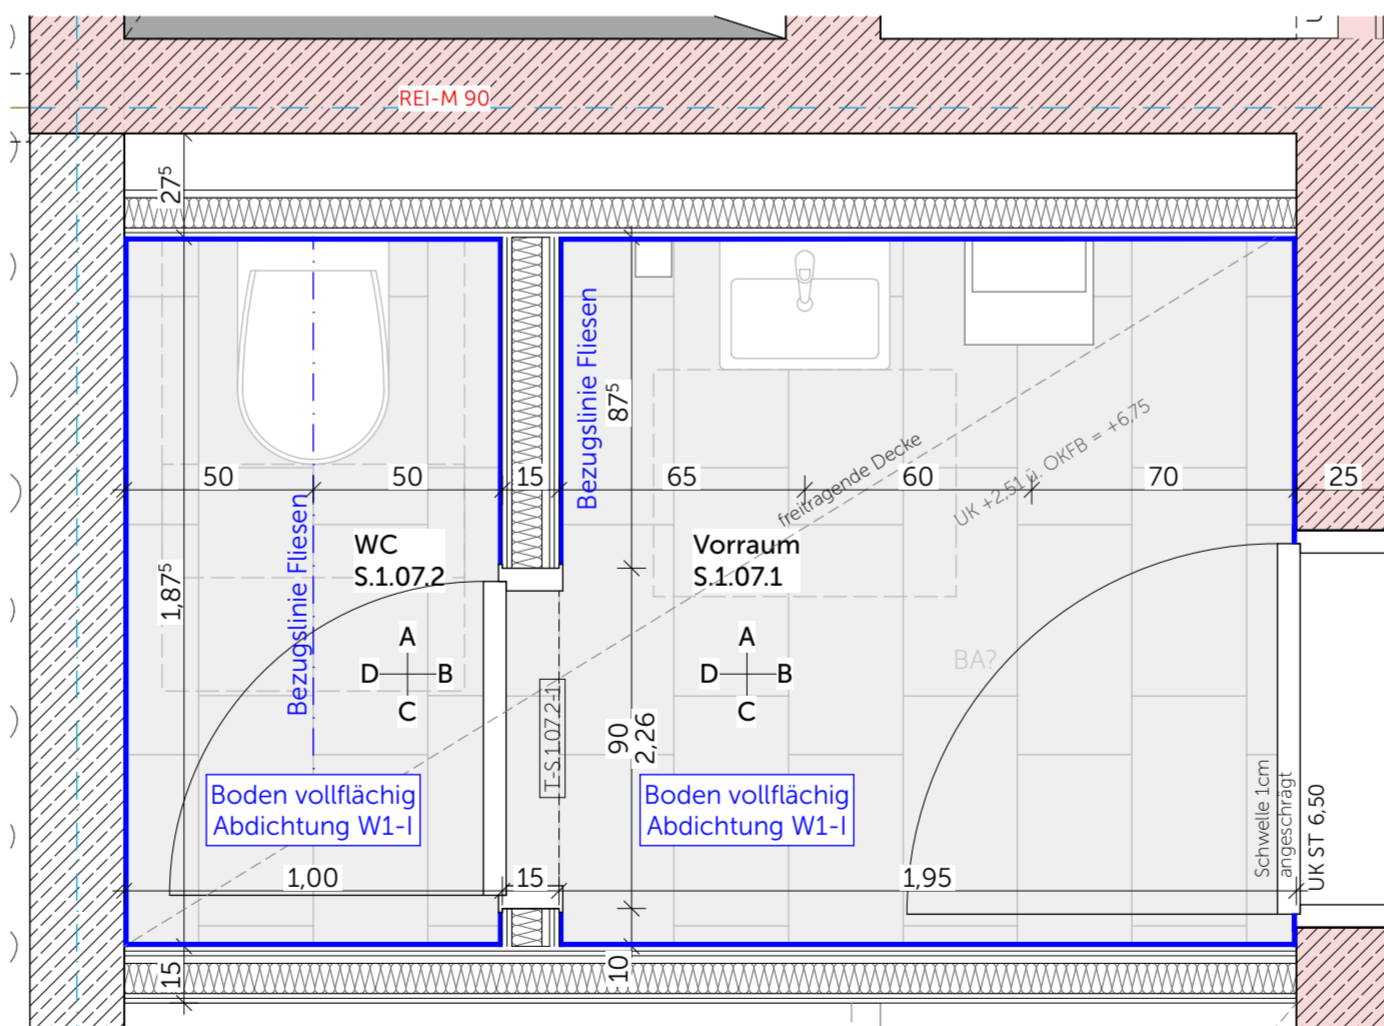 REI-M 90
27⁵
Bezugslinie Fliesen
87⁵
50
50
15
65
60
70
25
freitragende Decke
UK +2,51 ü. OKFB = +6,75
Bezugslinie Fliesen
WC
S.1.07.2
Vorraum
S.1.07.1
1,87⁵
A
D
B
C
A
D
B
C
BA?
T-S.1.07.2-1
90
2,26
Boden vollflächig
Abdichtung W1-I
Boden vollflächig
Abdichtung W1-I
Schwelle 1cm
angeschrägt
UK ST 6,50
1,00
15
1,95
15
10